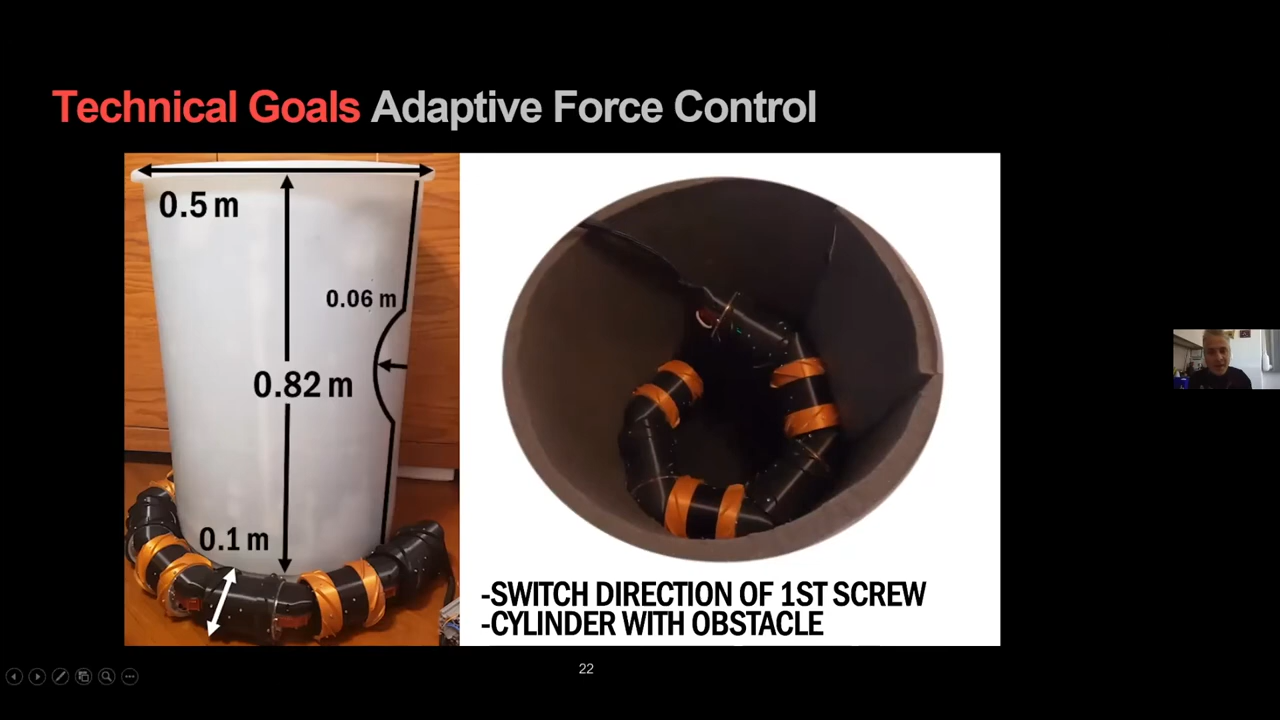 Technical Goals Adaptive Force Control
0.5 m
0.06 m
0.82 m
0.1 m
-SWITCH DIRECTION OF 1ST SCREW
-CYLINDER WITH OBSTACLE
22